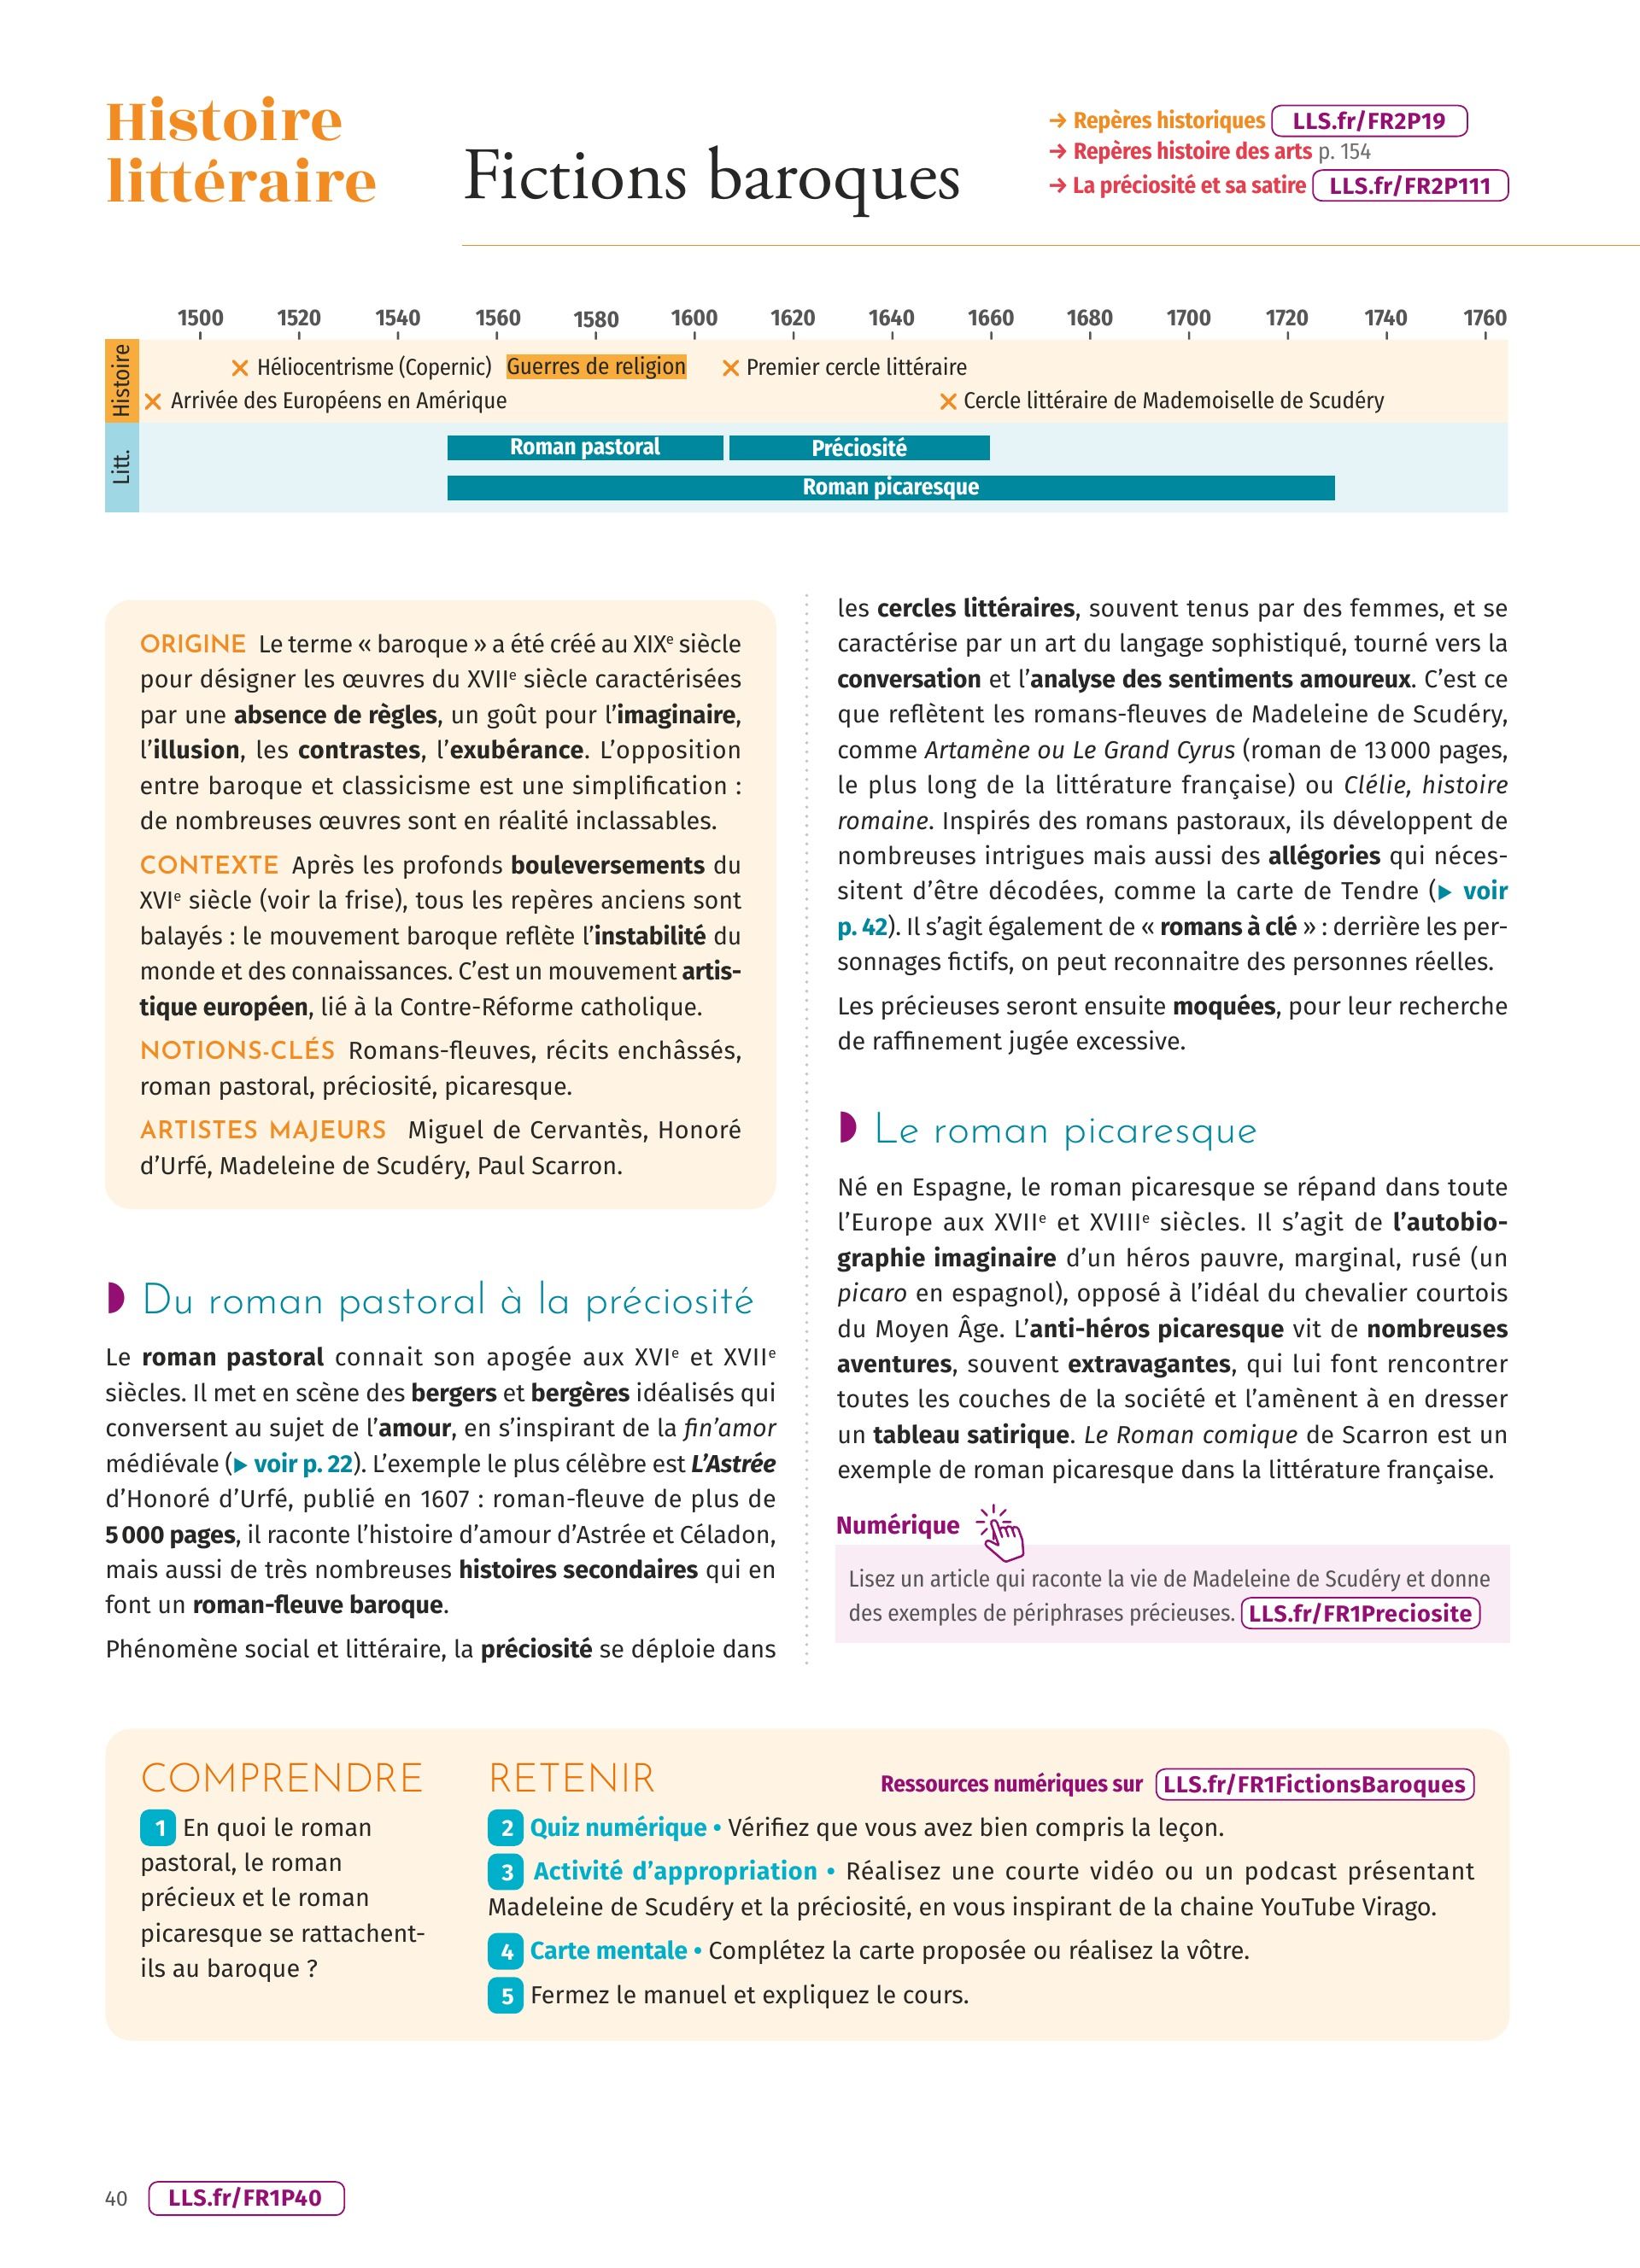 Histoire
littéraire
Fictions baroques
→ Repères historiques LLS.fr/FR2P19
→ Repères histoire des arts p. 154
→ La préciosité et sa satire LLS.fr/FR2P111
1500 1520 1540 1560 1580 1600 1620 1640 1660 1680 1700 1720 1740 1760
Histoire
Héliocentrisme (Copernic) Guerres de religion Premier cercle littéraire
Arrivée des Européens en Amérique Cercle littéraire de Mademoiselle de Scudéry
Litt.
Roman pastoral Préciosité
Roman picaresque
ORIGINE Le terme « baroque » a été créé au XIXe siècle
pour désigner les œuvres du XVIIe siècle caractérisées
par une absence de règles, un goût pour l’imaginaire,
l’illusion, les contrastes, l’exubérance. L’opposition
entre baroque et classicisme est une simplification :
de nombreuses œuvres sont en réalité inclassables.
CONTEXTE Après les profonds bouleversements du
XVIe siècle (voir la frise), tous les repères anciens sont
balayés : le mouvement baroque reflète l’instabilité du
monde et des connaissances. C’est un mouvement artis-
tique européen, lié à la Contre-Réforme catholique.
NOTIONS-CLÉS Romans-fleuves, récits enchâssés,
roman pastoral, préciosité, picaresque.
ARTISTES MAJEURS Miguel de Cervantès, Honoré
d’Urfé, Madeleine de Scudéry, Paul Scarron.
Du roman pastoral à la préciosité
Le roman pastoral connait son apogée aux XVIe et XVIIe
siècles. Il met en scène des bergers et bergères idéalisés qui
conversent au sujet de l’amour, en s’inspirant de la fin’amor
médiévale (▶ voir p. 22). L’exemple le plus célèbre est L’Astrée
d’Honoré d’Urfé, publié en 1607 : roman-fleuve de plus de
5 000 pages, il raconte l’histoire d’amour d’Astrée et Céladon,
mais aussi de très nombreuses histoires secondaires qui en
font un roman-fleuve baroque.
Phénomène social et littéraire, la préciosité se déploie dans
les cercles littéraires, souvent tenus par des femmes, et se
caractérise par un art du langage sophistiqué, tourné vers la
conversation et l’analyse des sentiments amoureux. C’est ce
que reflètent les romans-fleuves de Madeleine de Scudéry,
comme Artamène ou Le Grand Cyrus (roman de 13 000 pages,
le plus long de la littérature française) ou Clélie, histoire
romaine. Inspirés des romans pastoraux, ils développent de
nombreuses intrigues mais aussi des allégories qui néces-
sitent d’être décodées, comme la carte de Tendre (▶ voir
p. 42). Il s’agit également de « romans à clé » : derrière les per-
sonnages fictifs, on peut reconnaitre des personnes réelles.
Les précieuses seront ensuite moquées, pour leur recherche
de raffinement jugée excessive.
Le roman picaresque
Né en Espagne, le roman picaresque se répand dans toute
l’Europe aux XVIIe et XVIIIe siècles. Il s’agit de l’autobio-
graphie imaginaire d’un héros pauvre, marginal, rusé (un
picaro en espagnol), opposé à l’idéal du chevalier courtois
du Moyen Âge. L’anti-héros picaresque vit de nombreuses
aventures, souvent extravagantes, qui lui font rencontrer
toutes les couches de la société et l’amènent à en dresser
un tableau satirique. Le Roman comique de Scarron est un
exemple de roman picaresque dans la littérature française.
Numérique
Lisez un article qui raconte la vie de Madeleine de Scudéry et donne
des exemples de périphrases précieuses. LLS.fr/FR1Preciosite
COMPRENDRE
1 En quoi le roman
pastoral, le roman
précieux et le roman
picaresque se rattachent-
ils au baroque ?
RETENIR
Ressources numériques sur LLS.fr/FR1FictionsBaroques
2 Quiz numérique • Vérifiez que vous avez bien compris la leçon.
3 Activité d’appropriation • Réalisez une courte vidéo ou un podcast présentant
Madeleine de Scudéry et la préciosité, en vous inspirant de la chaine YouTube Virago.
4 Carte mentale • Complétez la carte proposée ou réalisez la vôtre.
5 Fermez le manuel et expliquez le cours.
40 LLS.fr/FR1P40